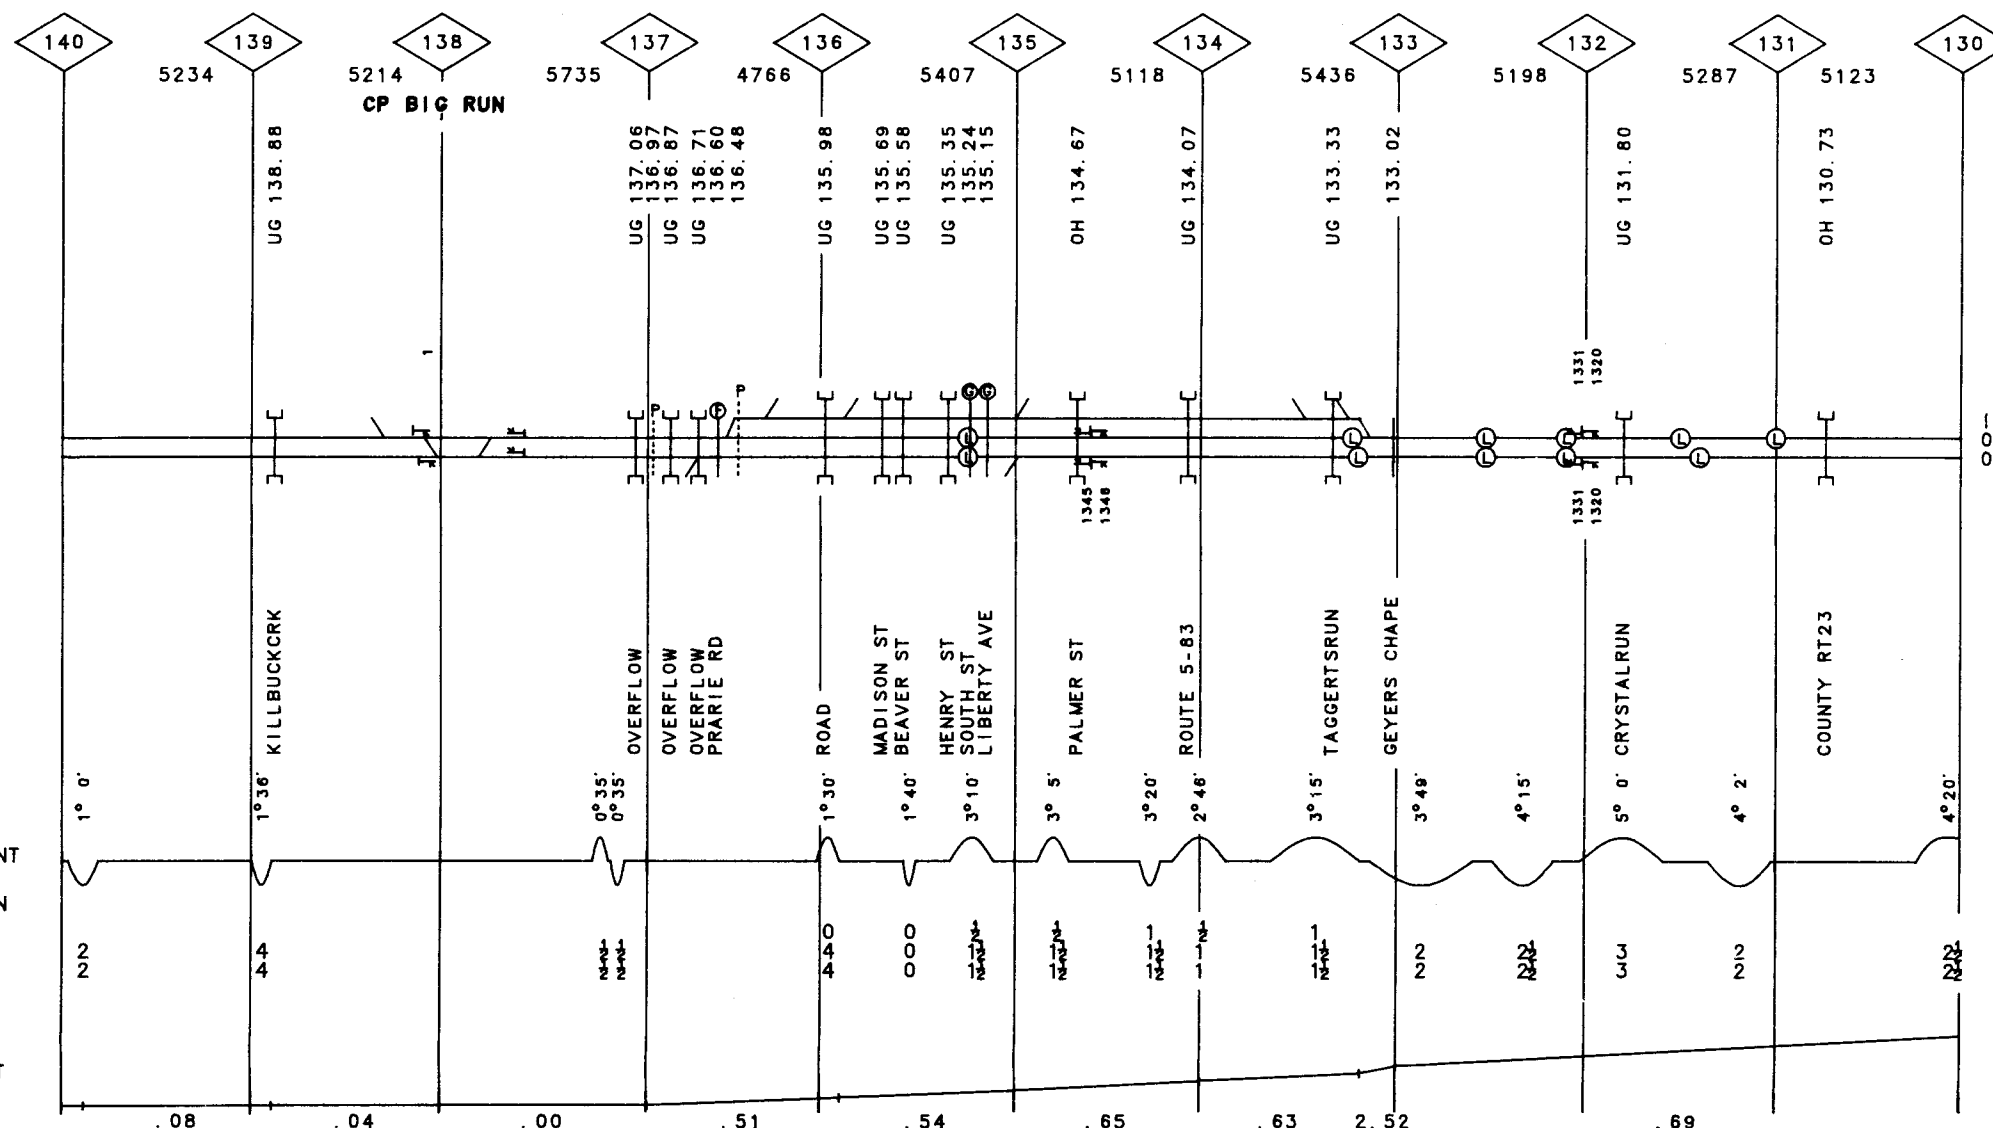 140 139 138 137 136 135 134 133 132 131 130
5234 5214 5735 4766 5407 5118 5436 5198 5287 5123
CP BIG RUN
UG 138.88
UG 137.06
136.97
UG 136.87
UG 136.71
136.60
136.48
UG 135.98
UG 135.69
UG 135.58
UG 135.35
135.24
135.15
OH 134.67
UG 134.07
UG 133.33
133.02
UG 131.80
OH 130.73
1
1331
1320
P P
F G G
L L L L L L
L L L L L
1
0
0
1345
1346
1331
1320
KILLBUCKCRK
OVERFLOW
OVERFLOW
OVERFLOW
PRARIE RD
ROAD
MADISON ST
BEAVER ST
HENRY ST
SOUTH ST
LIBERTY AVE
PALMER ST
ROUTE 5-83
TAGGERTSRUN
GEYERS CHAPE
CRYSTALRUN
COUNTY RT23
1° 0' 1°36' 0°35' 0°35' 1°30' 1°40' 3°10' 3° 5' 3°20' 2°46' 3°15' 3°49' 4°15' 5° 0' 4° 2' 4°20'
NT
N
0 0 1 1
2 4 4 0 2 3 2
2 4 4 0 2 3 2
T
.08 .04 .00 .51 .54 .65 .63 2.52 .69